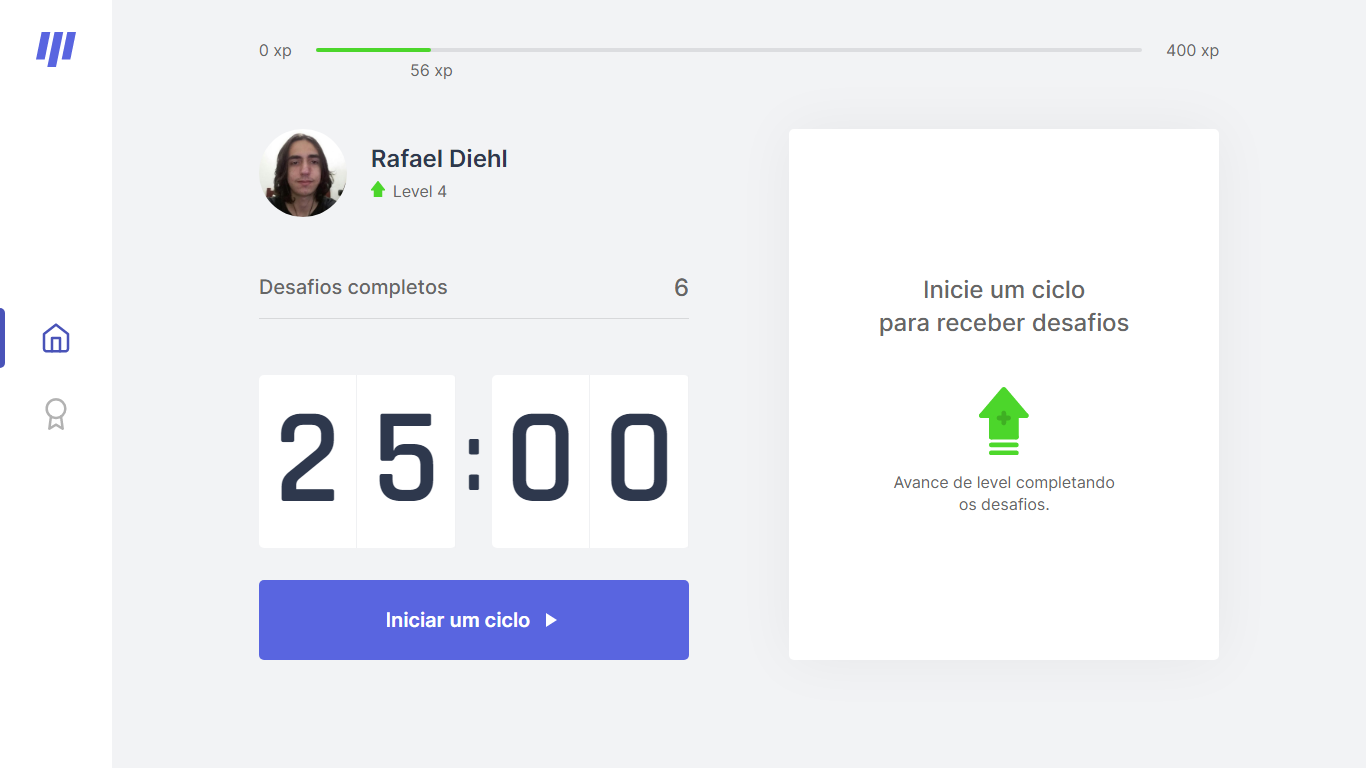 0 xp
400 xp
56 xp
Rafael Diehl
Level 4
Desafios completos
6
25:00
Iniciar um ciclo
Inicie um ciclo
para receber desafios
Avance de level completando
os desafios.